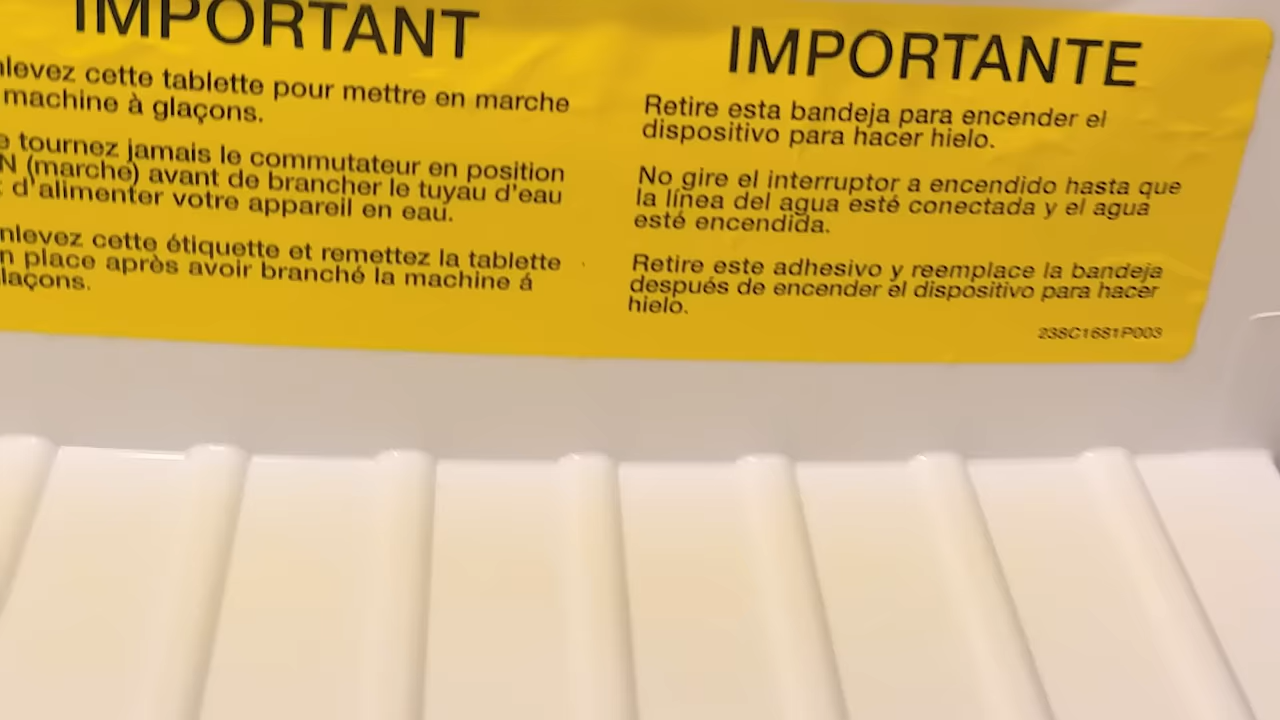 IMPORTANT
cette tablette pour mettre en marche
machine à glaçons.
tournez jamais le commutateur en position
(marche) avant de brancher le tuyau d'eau
d'alimenter votre appareil en eau.
cette étiquette et remettez la tablette
place après avoir branché la machine á
IMPORTANTE
Retire esta bandeja para encender el
dispositivo para hacer hielo.
No gire el interruptor a encendido hasta que
la línea del agua esté conectada y el agua
esté encendida.
Retire este adhesivo y reemplace la bandeja
después de encender el dispositivo para hacer
hielo.
238C1681P003